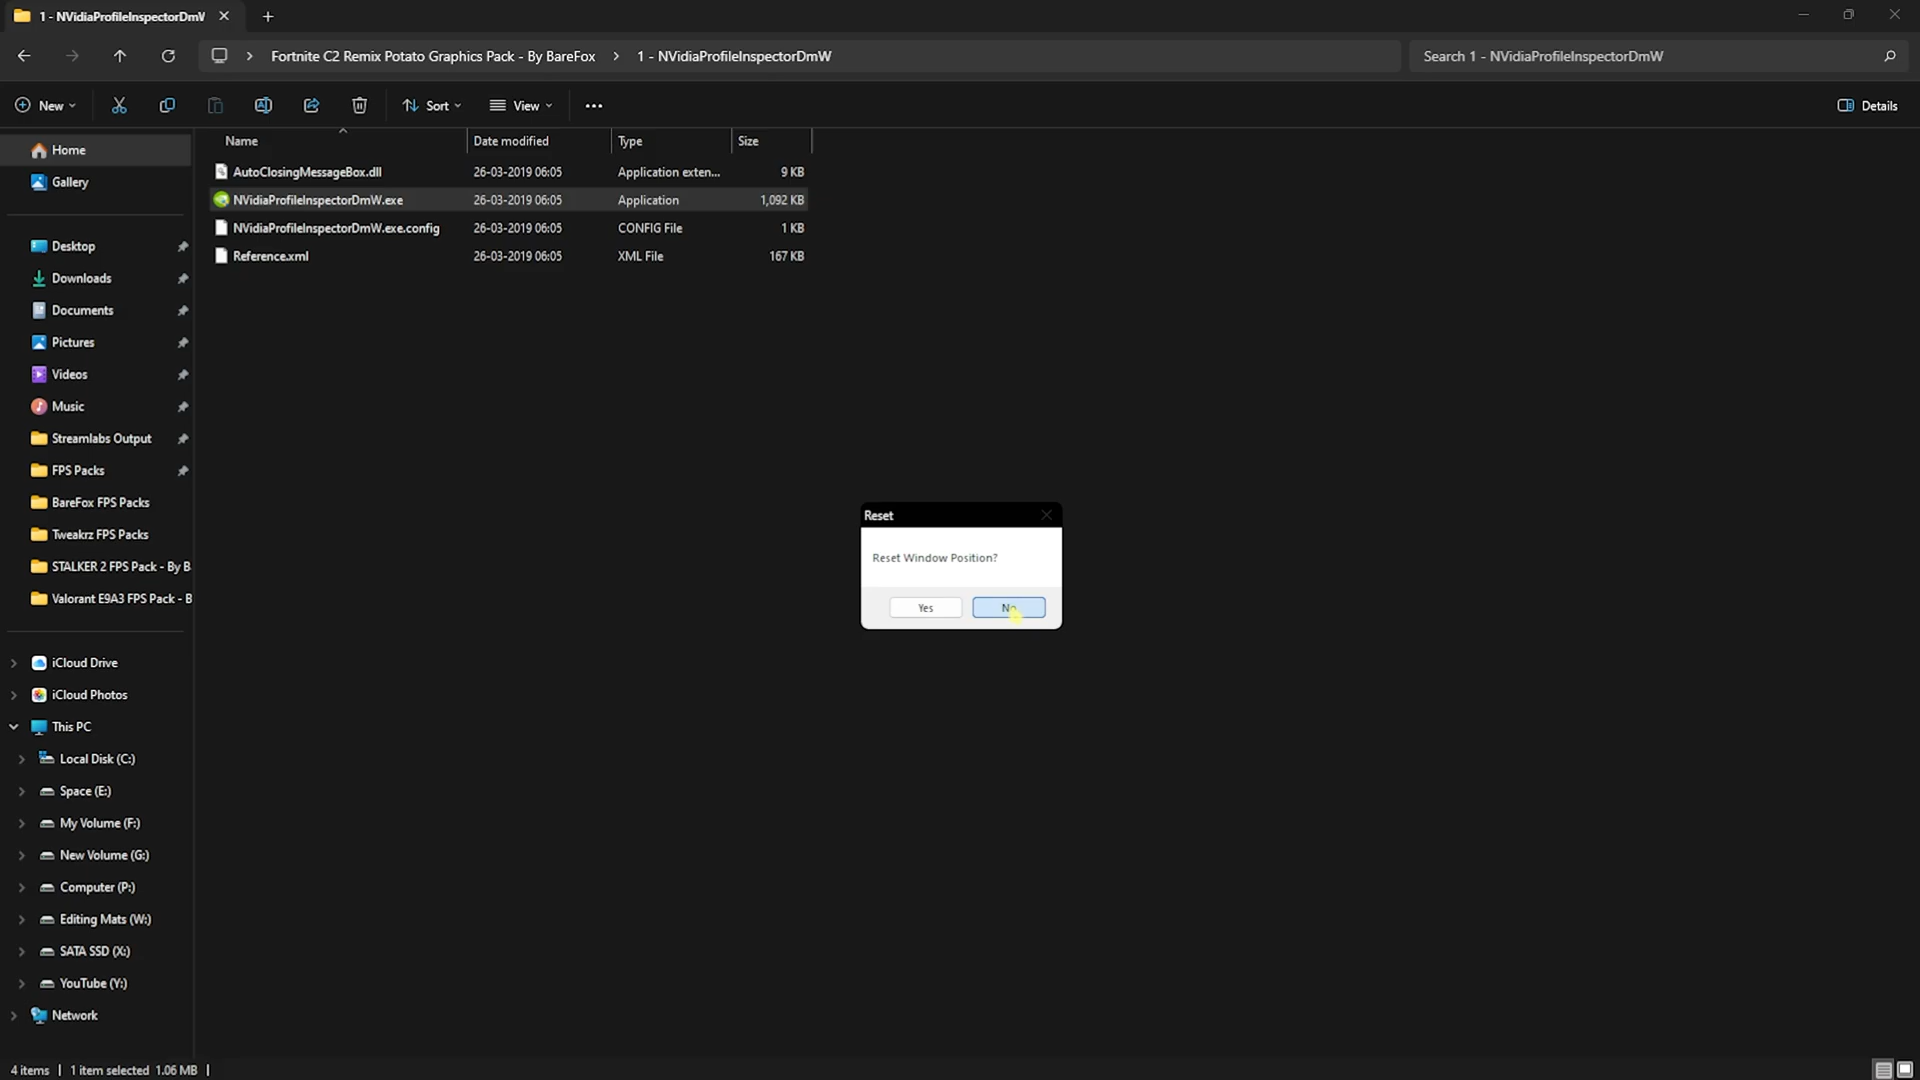 1 - NVidiaProfileInspectorDmW
Fortnite C2 Remix Potato Graphics Pack - By BareFox > 1 - NVidiaProfileInspectorDmW
Search 1 - NVidiaProfileInspectorDmW
New
Sort
View
Details
Name Date modified Type Size
AutoClosingMessageBox.dll 26-03-2019 06:05 Application exten... 9 KB
NVidiaProfileInspectorDmW.exe 26-03-2019 06:05 Application 1,092 KB
NVidiaProfileInspectorDmW.exe.config 26-03-2019 06:05 CONFIG File 1 KB
Reference.xml 26-03-2019 06:05 XML File 167 KB
Home
Gallery
Desktop
Downloads
Documents
Pictures
Videos
Music
Streamlabs Output
FPS Packs
BareFox FPS Packs
Tweakrz FPS Packs
STALKER 2 FPS Pack - By B
Valorant E9A3 FPS Pack - B
iCloud Drive
iCloud Photos
This PC
Local Disk (C:)
Space (E:)
My Volume (F:)
New Volume (G:)
Computer (P:)
Editing Mats (W:)
SATA SSD (X:)
YouTube (Y:)
Network
Reset
Reset Window Position?
Yes No
4 items | 1 item selected 1.06 MB |